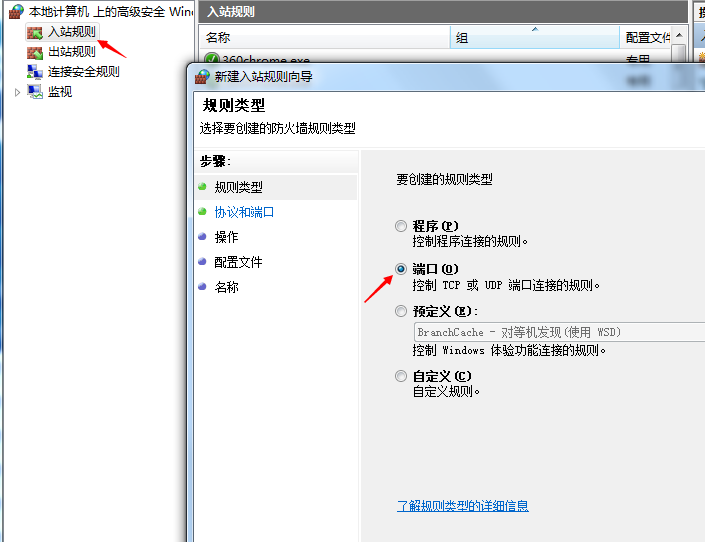 本地计算机 上的高级安全 Win
入站规则
出站规则
连接安全规则
监视
入站规则
名称
组
配置文件
360chrome.exe
专用
新建入站规则向导
规则类型
选择要创建的防火墙规则类型
步骤:
规则类型
协议和端口
操作
配置文件
名称
要创建的规则类型
程序(P)
控制程序连接的规则。
端口(O)
控制 TCP 或 UDP 端口连接的规则。
预定义(E):
BranchCache - 对等机发现(使用 WSD)
控制 Windows 体验功能连接的规则。
自定义(C)
自定义规则。
了解规则类型的详细信息